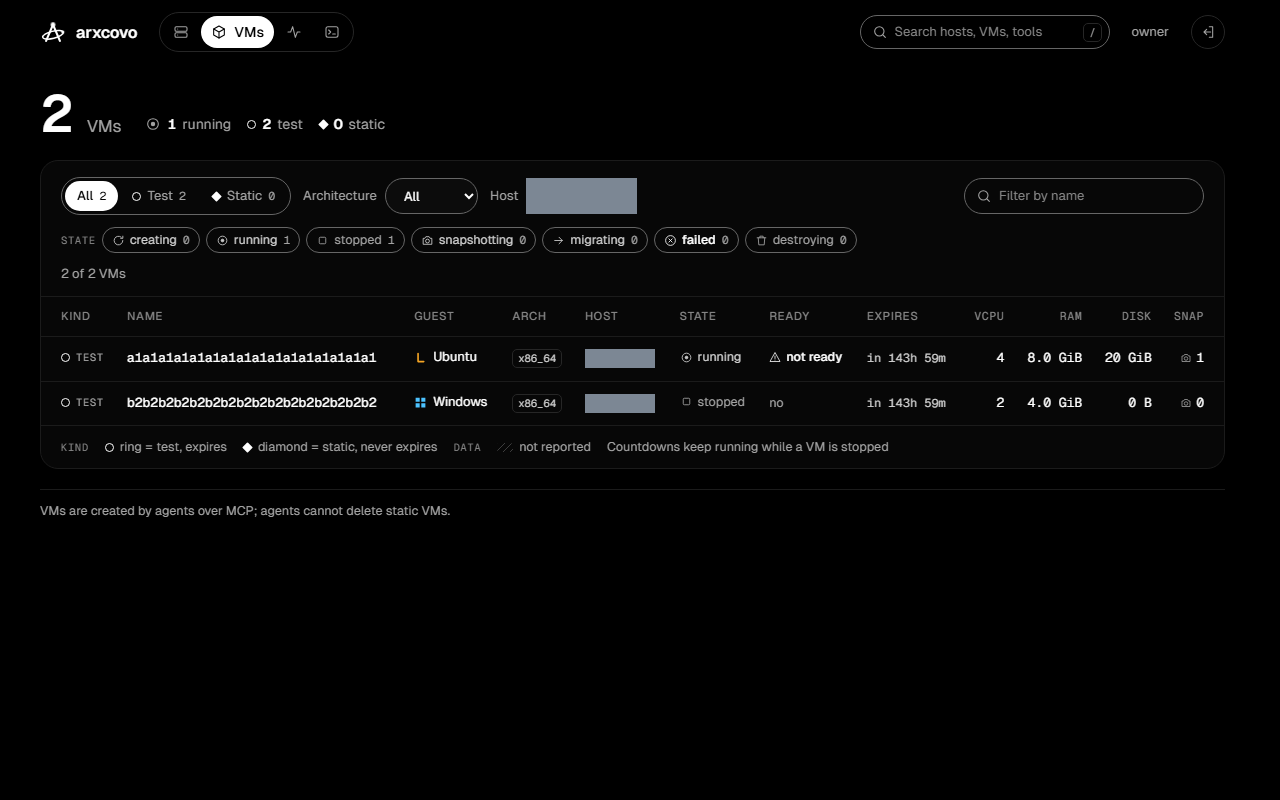 arxcovo VMs Search hosts, VMs, tools / owner
2 VMs 1 running 2 test 0 static
All 2 Test 2 Static 0 Architecture All Host Filter by name
STATE creating 0 running 1 stopped 1 snapshotting 0 migrating 0 failed 0 destroying 0
2 of 2 VMs
KIND NAME GUEST ARCH HOST STATE READY EXPIRES VCPU RAM DISK SNAP
TEST a1a1a1a1a1a1a1a1a1a1a1a1a1a1a1a1 L Ubuntu x86_64 running not ready in 143h 59m 4 8.0 GiB 20 GiB 1
TEST b2b2b2b2b2b2b2b2b2b2b2b2b2b2b2b2 Windows x86_64 stopped no in 143h 59m 2 4.0 GiB 0 B 0
KIND ring = test, expires diamond = static, never expires DATA not reported Countdowns keep running while a VM is stopped
VMs are created by agents over MCP; agents cannot delete static VMs.